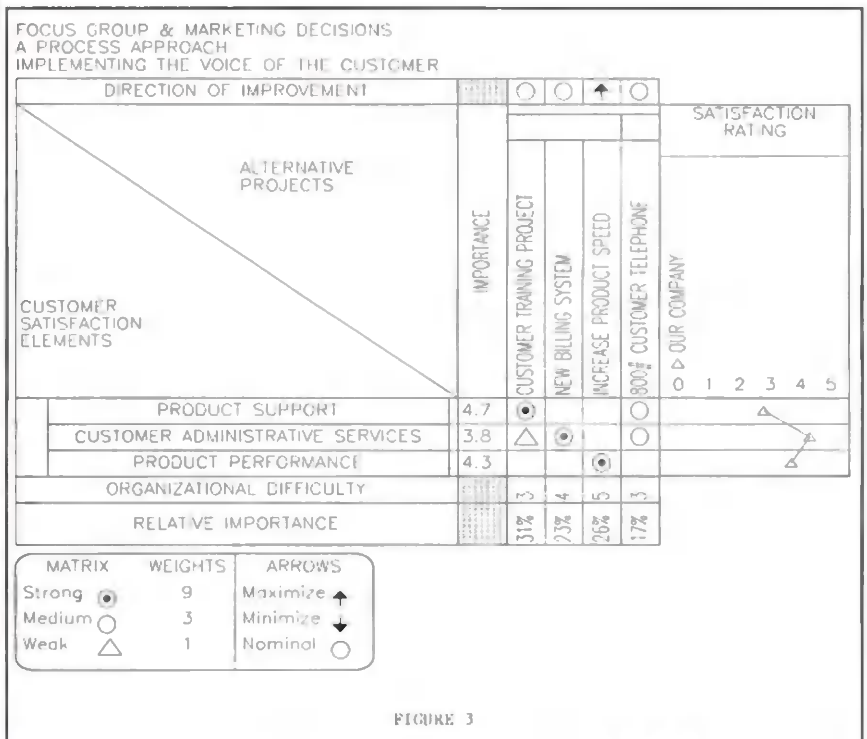 FOCUS GROUP & MARKETING DECISIONS
A PROCESS APPROACH
IMPLEMENTING THE VOICE OF THE CUSTOMER
DIRECTION OF IMPROVEMENT
SATISFACTION
RATING
ALTERNATIVE
PROJECTS
CUSTOMER
SATISFACTION
ELEMENTS
IMPORTANCE
CUSTOMER TRAINING PROJECT
NEW BILLING SYSTEM
INCREASE PRODUCT SPEED
800# CUSTOMER TELEPHONE
OUR COMPANY
0 1 2 3 4 5
PRODUCT SUPPORT 4.7
CUSTOMER ADMINISTRATIVE SERVICES 3.8
PRODUCT PERFORMANCE 4.3
ORGANIZATIONAL DIFFICULTY 3 4 5 3
RELATIVE IMPORTANCE 31% 23% 26% 17%
MATRIX WEIGHTS ARROWS
Strong 9 Maximize
Medium 3 Minimize
Weak 1 Nominal
FIGURE 3